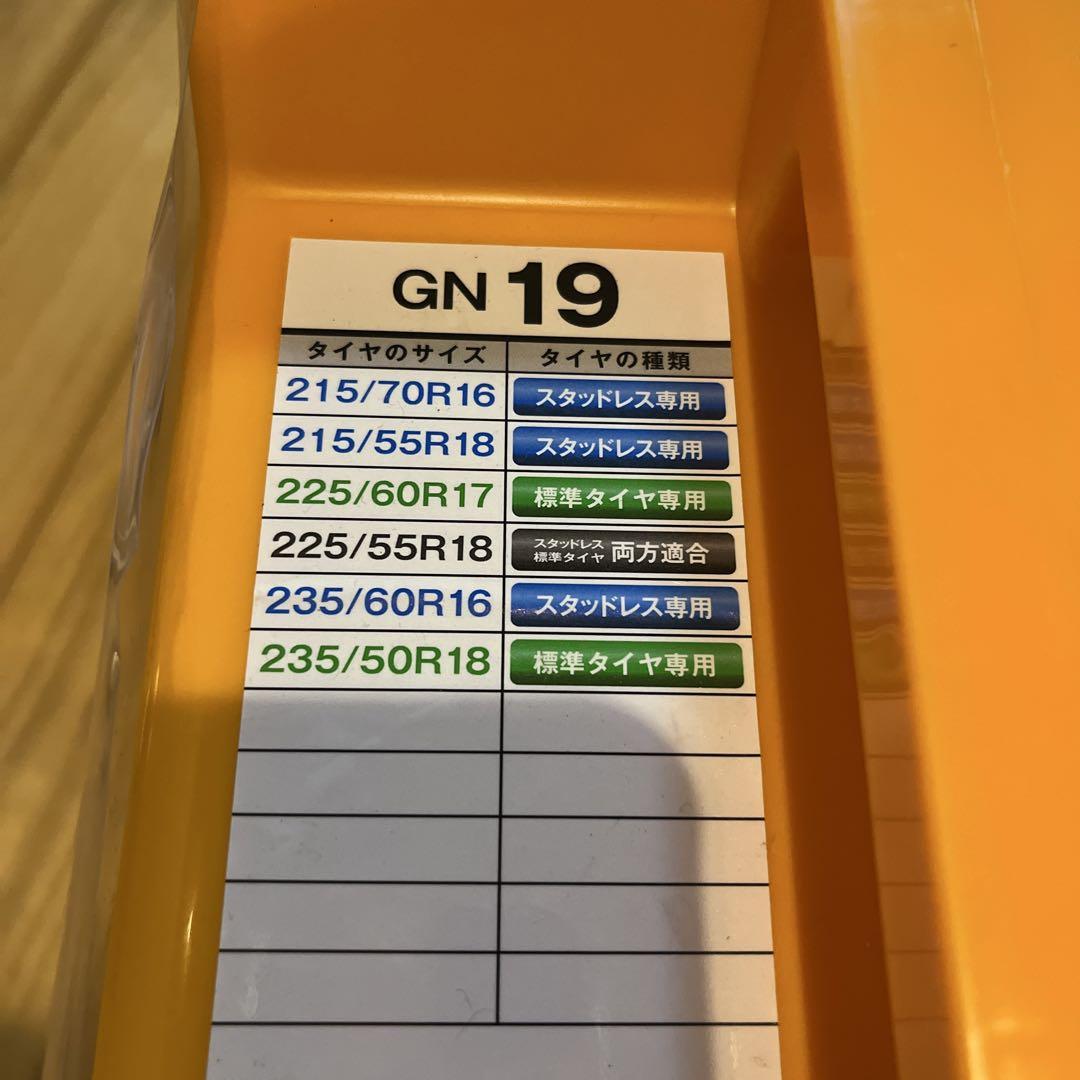 GN 19
タイヤのサイズ タイヤの種類
215/70R16 スタッドレス専用
215/55R18 スタッドレス専用
225/60R17 標準タイヤ専用
225/55R18 スタッドレス 標準タイヤ 両方適合
235/60R16 スタッドレス専用
235/50R18 標準タイヤ専用